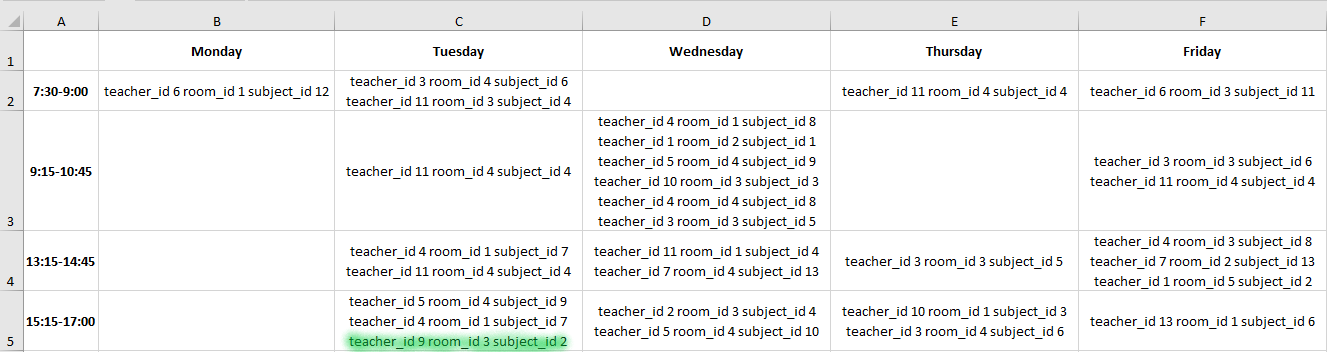 A B C D E F
1 Monday Tuesday Wednesday Thursday Friday
2 7:30-9:00 teacher_id 6 room_id 1 subject_id 12
teacher_id 3 room_id 4 subject_id 6
teacher_id 11 room_id 3 subject_id 4
teacher_id 11 room_id 4 subject_id 4
teacher_id 6 room_id 3 subject_id 11
3 9:15-10:45
teacher_id 11 room_id 4 subject_id 4
teacher_id 4 room_id 1 subject_id 8
teacher_id 1 room_id 2 subject_id 1
teacher_id 5 room_id 4 subject_id 9
teacher_id 10 room_id 3 subject_id 3
teacher_id 4 room_id 4 subject_id 8
teacher_id 3 room_id 3 subject_id 5
teacher_id 3 room_id 3 subject_id 6
teacher_id 11 room_id 4 subject_id 4
4 13:15-14:45
teacher_id 4 room_id 1 subject_id 7
teacher_id 11 room_id 4 subject_id 4
teacher_id 11 room_id 1 subject_id 4
teacher_id 7 room_id 4 subject_id 13
teacher_id 3 room_id 3 subject_id 5
teacher_id 4 room_id 3 subject_id 8
teacher_id 7 room_id 2 subject_id 13
teacher_id 1 room_id 5 subject_id 2
5 15:15-17:00
teacher_id 5 room_id 4 subject_id 9
teacher_id 4 room_id 1 subject_id 7
teacher_id 9 room_id 3 subject_id 2
teacher_id 2 room_id 3 subject_id 4
teacher_id 5 room_id 4 subject_id 10
teacher_id 10 room_id 1 subject_id 3
teacher_id 3 room_id 4 subject_id 6
teacher_id 13 room_id 1 subject_id 6